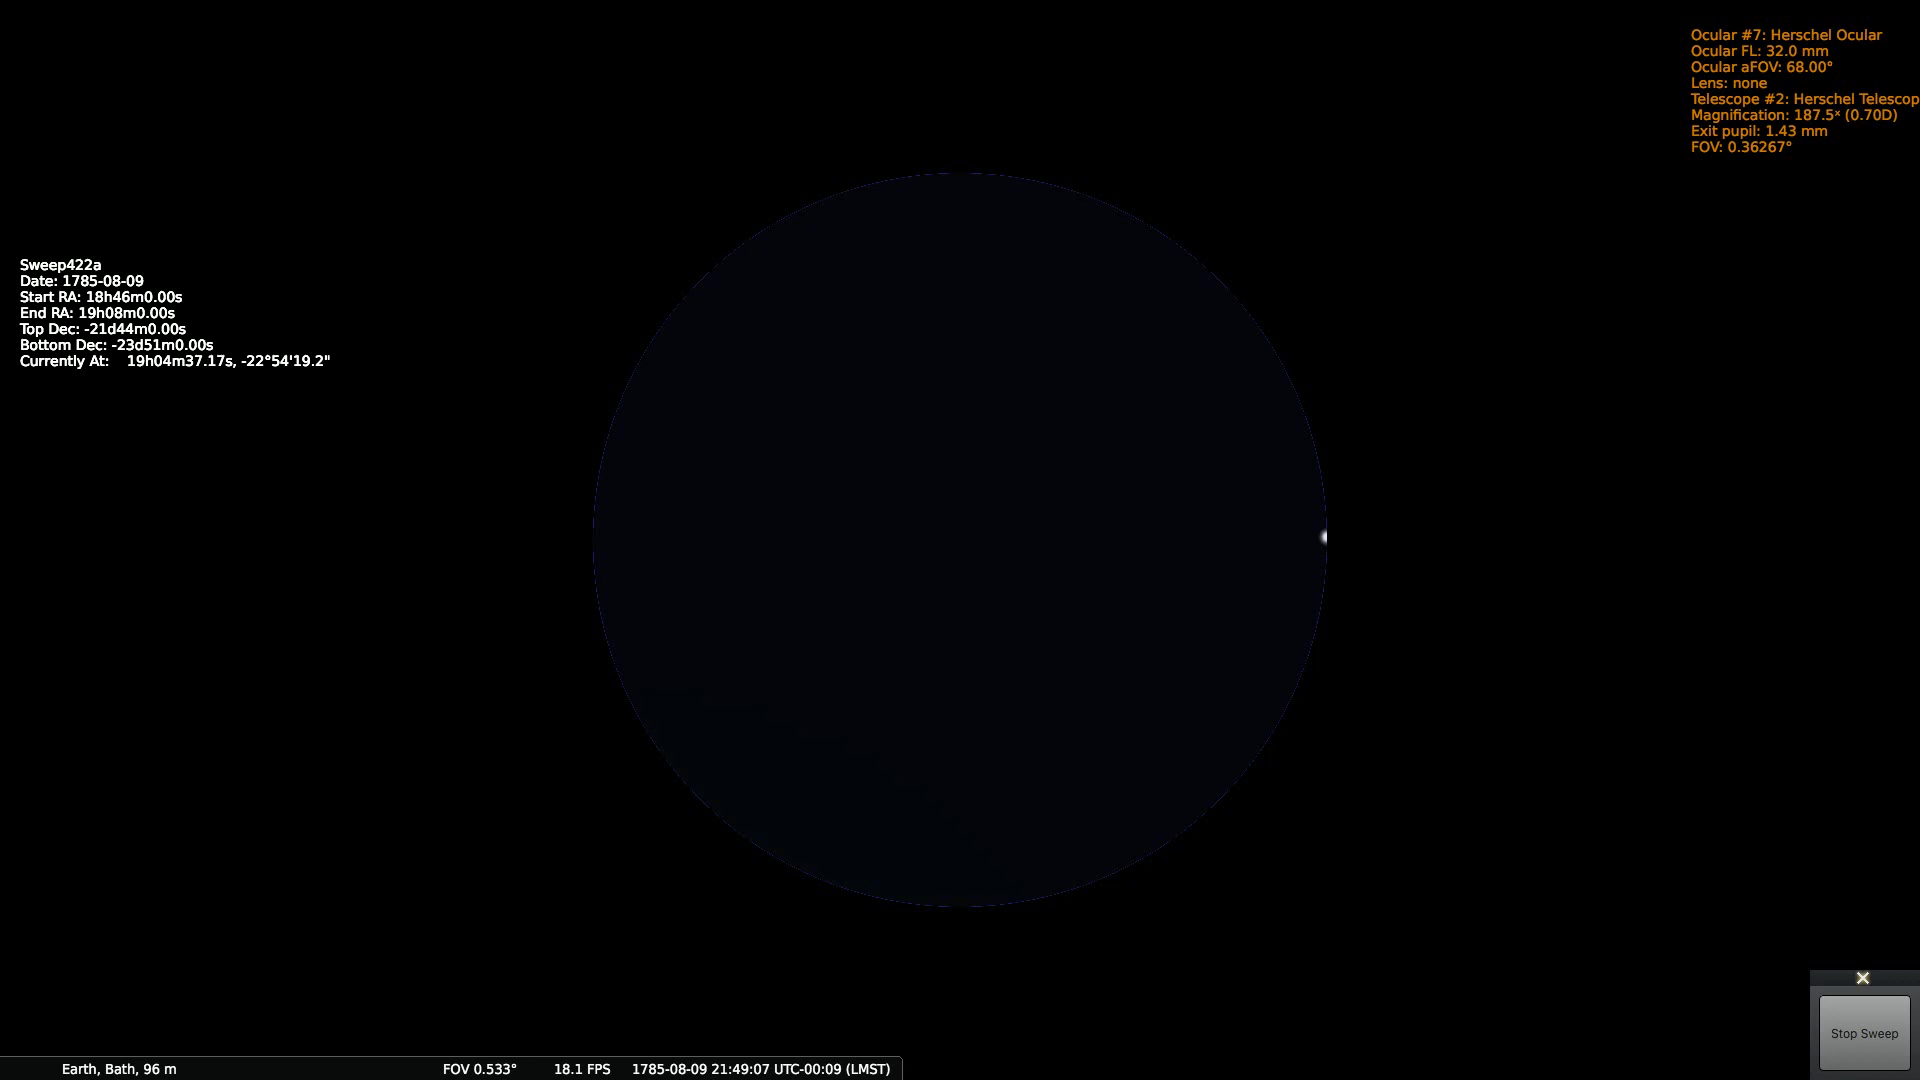 Ocular #7: Herschel Ocular
Ocular FL: 32.0 mm
Ocular aFOV: 68.00°
Lens: none
Telescope #2: Herschel Telescop
Magnification: 187.5ˣ (0.70D)
Exit pupil: 1.43 mm
FOV: 0.36267°
Sweep422a
Date: 1785-08-09
Start RA: 18h46m0.00s
End RA: 19h08m0.00s
Top Dec: -21d44m0.00s
Bottom Dec: -23d51m0.00s
Currently At: 19h04m37.17s, -22°54'19.2"
Stop Sweep
Earth, Bath, 96 m FOV 0.533° 18.1 FPS 1785-08-09 21:49:07 UTC-00:09 (LMST)